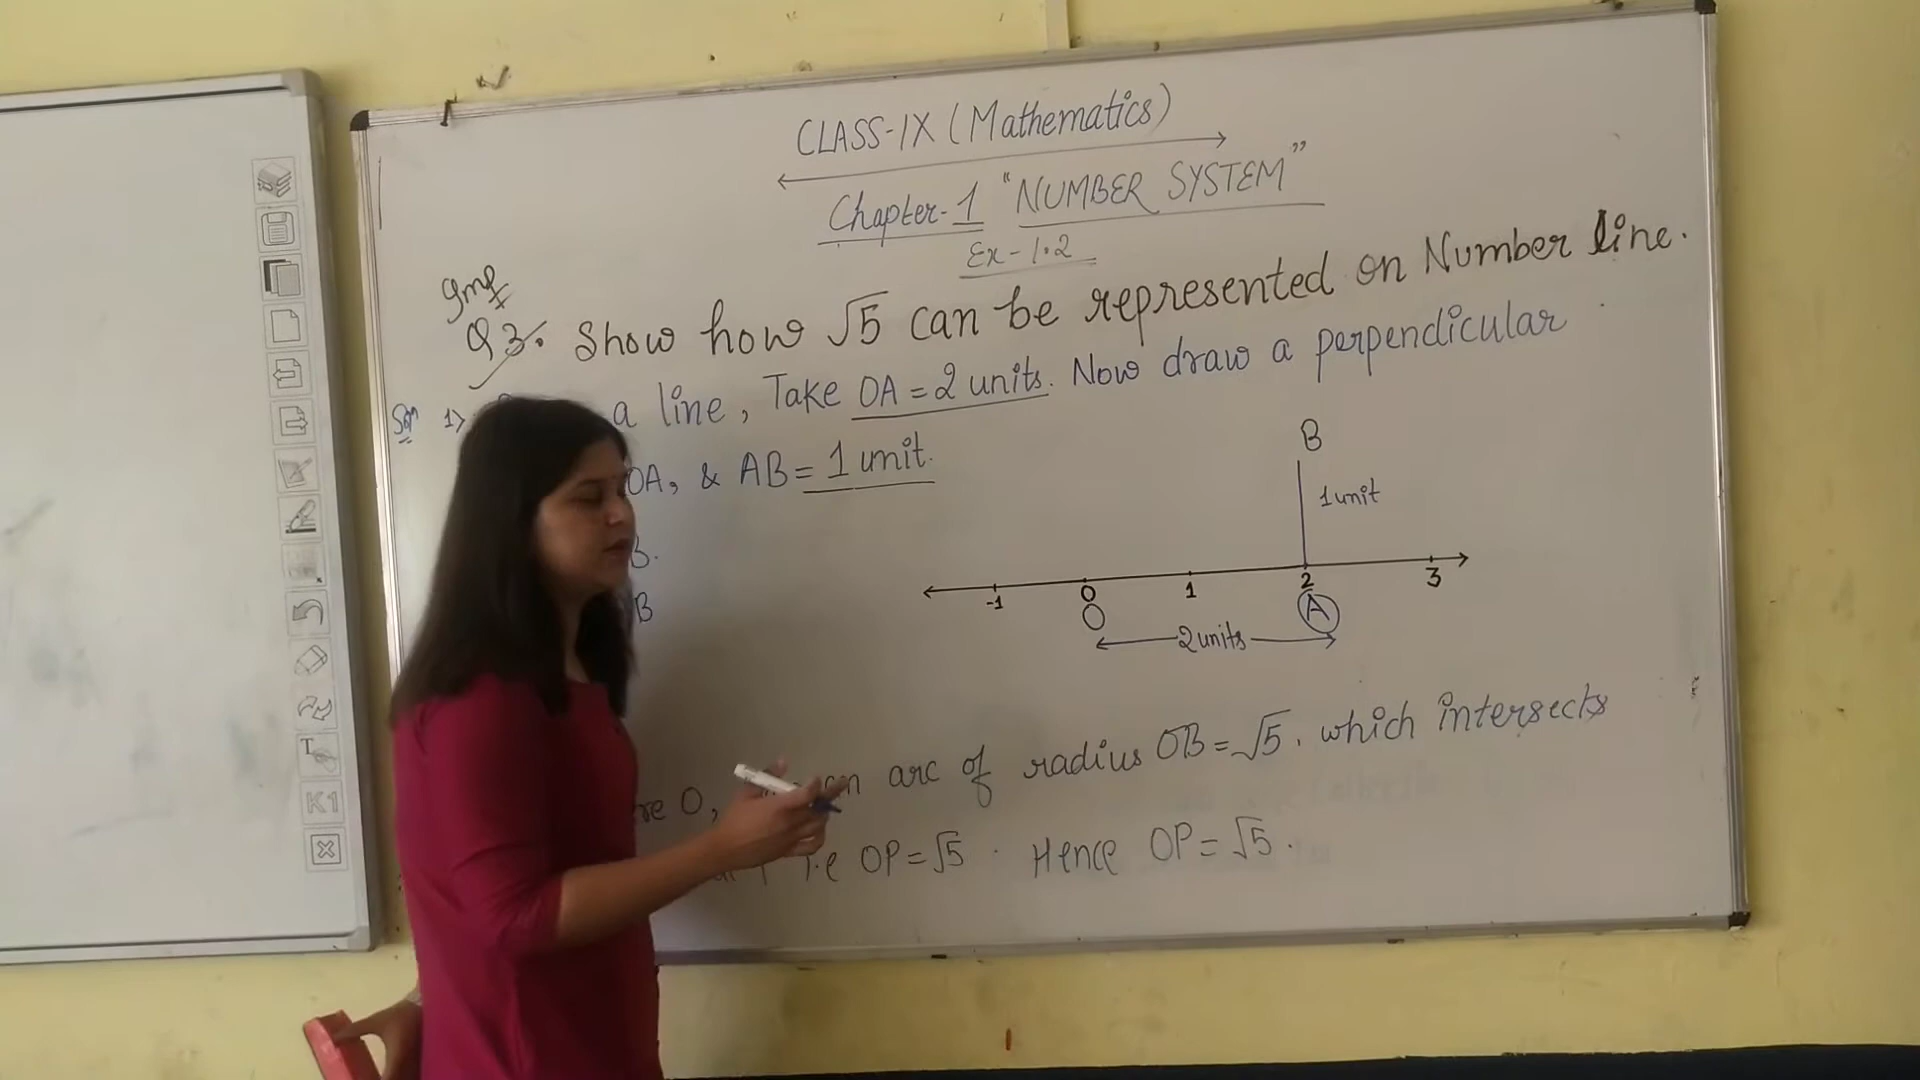 CLASS-IX (Mathematics)
Chapter-1 "NUMBER SYSTEM"
Ex-1.2
Imp
Q3. Show how √5 can be represented on Number line.
Solⁿ 1> a line, Take OA = 2 units. Now draw a perpendicular
OA, & AB = 1 unit.
B.
B
B
1 unit
-1 0 1 2 3
O A
2 units
O, arc of radius OB = √5. which intersects
i.e OP = √5. Hence OP = √5.
T
K1